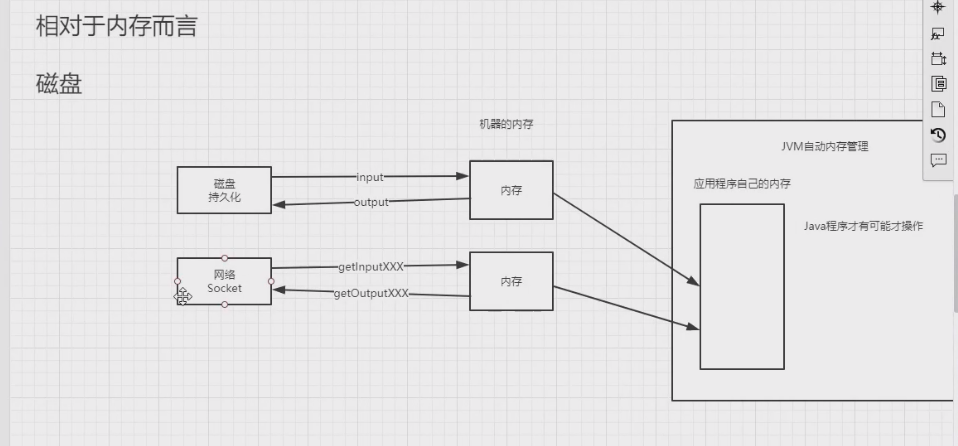 相对于内存而言
磁盘
机器的内存
JVM自动内存管理
磁盘
持久化
input
output
内存
应用程序自己的内存
Java程序才有可能才操作
网络
Socket
getInputXXX
getOutputXXX
内存